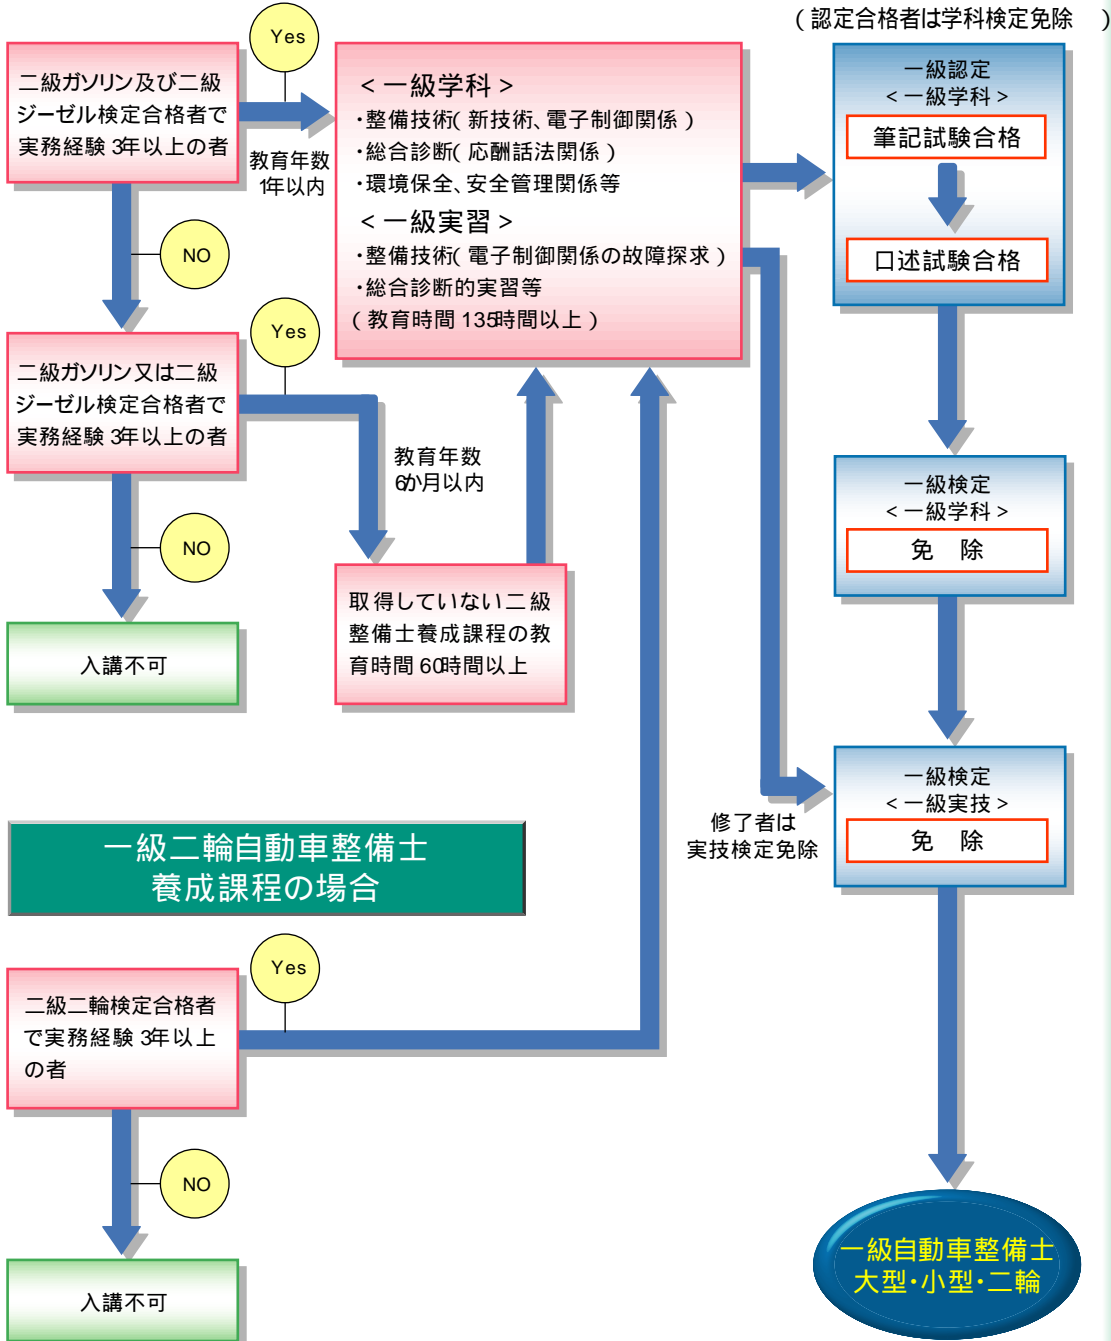 (認定合格者は学科検定免除　)
二級ガソリン及び二級
ジーゼル検定合格者で
実務経験 3年以上の者
Yes
教育年数
1年以内
NO
<一級学科>
・整備技術(新技術、電子制御関係)
・総合診断(応酬話法関係)
・環境保全、安全管理関係等
<一級実習>
・整備技術(電子制御関係の故障探求)
・総合診断的実習等
(教育時間 135時間以上)
一級認定
<一級学科>
筆記試験合格
口述試験合格
二級ガソリン又は二級
ジーゼル検定合格者で
実務経験 3年以上の者
Yes
教育年数
6か月以内
NO
入講不可
取得していない二級
整備士養成課程の教
育時間 60時間以上
一級検定
<一級学科>
免　除
修了者は
実技検定免除
一級検定
<一級実技>
免　除
一級二輪自動車整備士
養成課程の場合
二級二輪検定合格者
で実務経験 3年以上
の者
Yes
NO
入講不可
一級自動車整備士
大型・小型・二輪